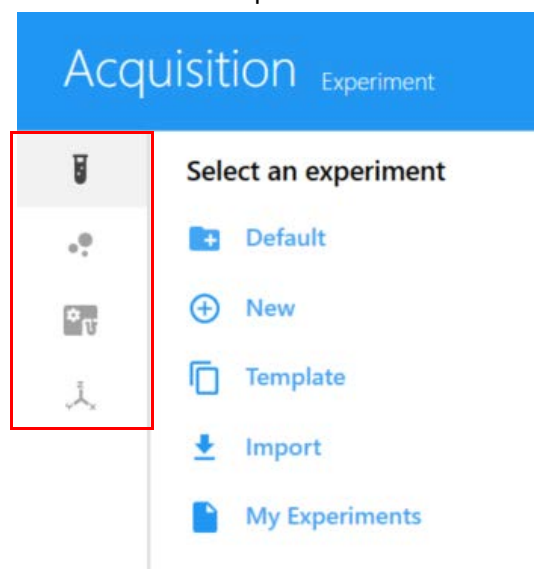 Acquisition Experiment
Select an experiment
Default
New
Template
Import
My Experiments